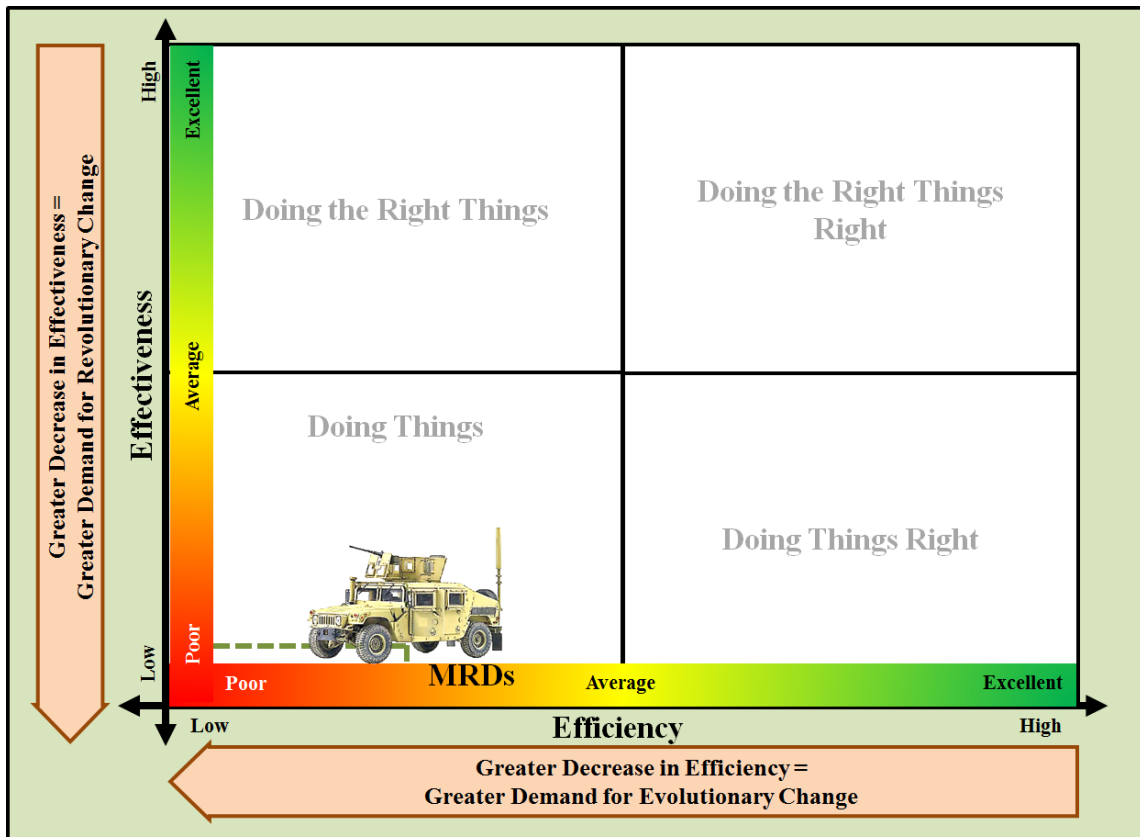 Greater Decrease in Effectiveness =
Greater Demand for Revolutionary Change
Effectiveness
High
Low
Excellent
Average
Poor
Doing the Right Things
Doing the Right Things
Right
Doing Things
Doing Things Right
MRDs
Poor
Average
Excellent
Low
Efficiency
High
Greater Decrease in Efficiency =
Greater Demand for Evolutionary Change